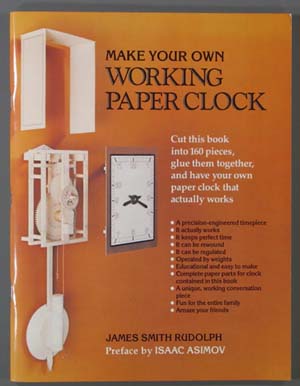 MAKE YOUR OWN
WORKING
PAPER CLOCK
Cut this book
into 160 pieces,
glue them together,
and have your own
paper clock that
actually works
• A precision-engineered timepiece
• It actually works
• It keeps perfect time
• It can be rewound
• It can be regulated
• Operated by weights
• Educational and easy to make
• Complete paper parts for clock
contained in this book
• A unique, working conversation
piece
• Fun for the entire family
• Amaze your friends
JAMES SMITH RUDOLPH
Preface by ISAAC ASIMOV